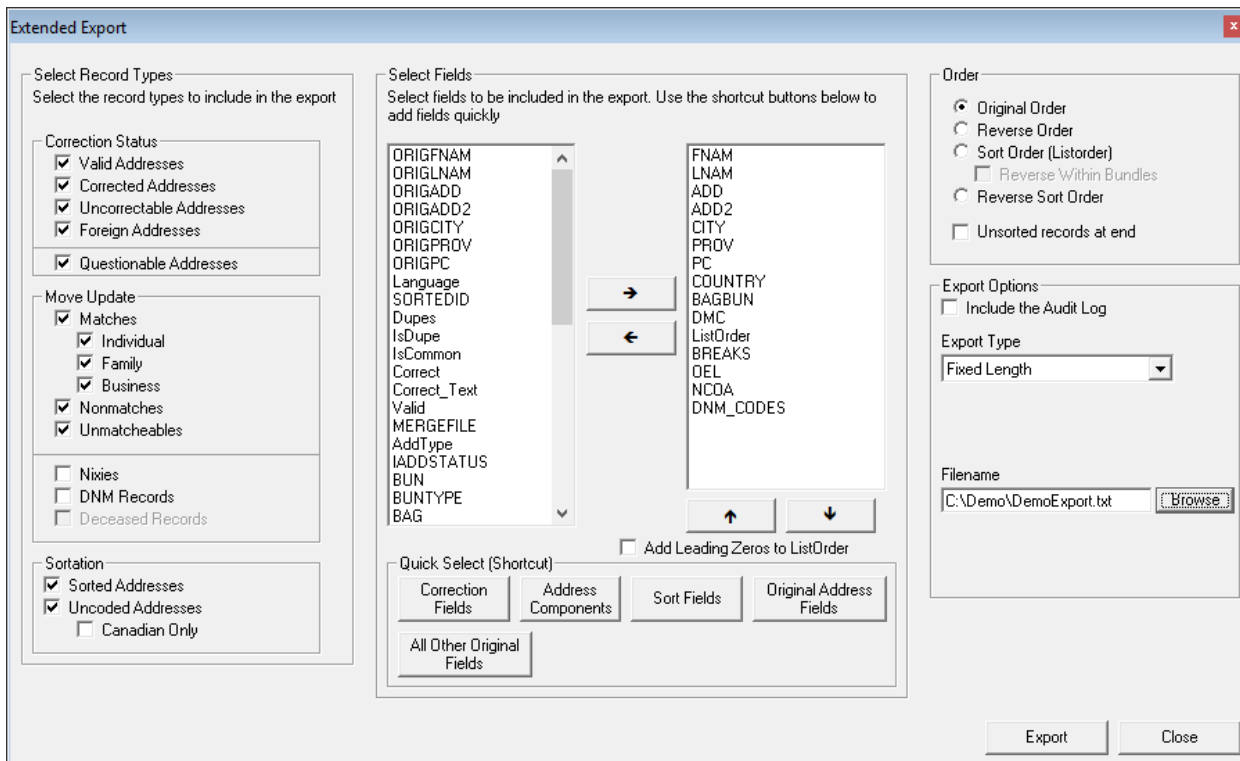 Extended Export
x
Select Record Types
Select the record types to include in the export
Correction Status
Valid Addresses
Corrected Addresses
Uncorrectable Addresses
Foreign Addresses
Questionable Addresses
Move Update
Matches
Individual
Family
Business
Nonmatches
Unmatcheables
Nixies
DNM Records
Deceased Records
Sortation
Sorted Addresses
Uncoded Addresses
Canadian Only
Select Fields
Select fields to be included in the export. Use the shortcut buttons below to
add fields quickly
ORIGFNAM
ORIGLNAM
ORIGADD
ORIGADD2
ORIGCITY
ORIGPROV
ORIGPC
Language
SORTEDID
Dupes
IsDupe
IsCommon
Correct
Correct_Text
Valid
MERGEFILE
AddType
IADDSTATUS
BUN
BUNTYPE
BAG
FNAM
LNAM
ADD
ADD2
CITY
PROV
PC
COUNTRY
BAGBUN
DMC
ListOrder
BREAKS
OEL
NCOA
DNM_CODES
Add Leading Zeros to ListOrder
Quick Select (Shortcut)
Correction
Fields
Address
Components
Sort Fields
Original Address
Fields
All Other Original
Fields
Order
Original Order
Reverse Order
Sort Order (Listorder)
Reverse Within Bundles
Reverse Sort Order
Unsorted records at end
Export Options
Include the Audit Log
Export Type
Fixed Length
Filename
C:\Demo\DemoExport.txt
Browse
Export
Close